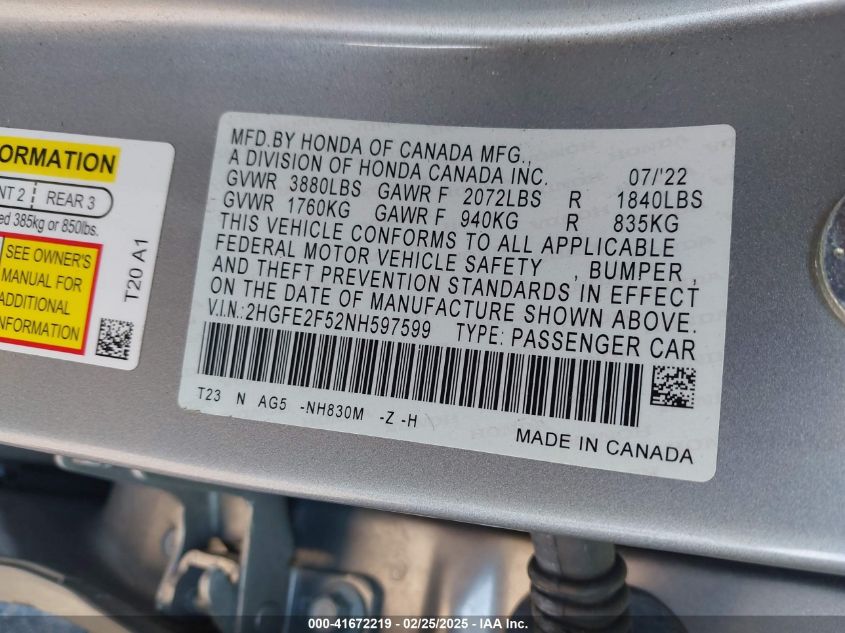 ORMATION
NT 2 REAR 3
ed 385kg or 850lbs.
SEE OWNER'S
MANUAL FOR
ADDITIONAL
NFORMATION
T20 A1
MFD.BY HONDA OF CANADA MFG.,
A DIVISION OF HONDA CANADA INC. 07/'22
GVWR 3880LBS GAWR F 2072LBS R 1840LBS
GVWR 1760KG GAWR F 940KG R 835KG
THIS VEHICLE CONFORMS TO ALL APPLICABLE
FEDERAL MOTOR VEHICLE SAFETY , BUMPER ,
AND THEFT PREVENTION STANDARDS IN EFFECT
ON THE DATE OF MANUFACTURE SHOWN ABOVE.
V.I.N.:2HGFE2F52NH597599 TYPE: PASSENGER CAR
T23 N AG5 -NH830M -Z -H
MADE IN CANADA
000-41672219 - 02/25/2025 - IAA Inc.